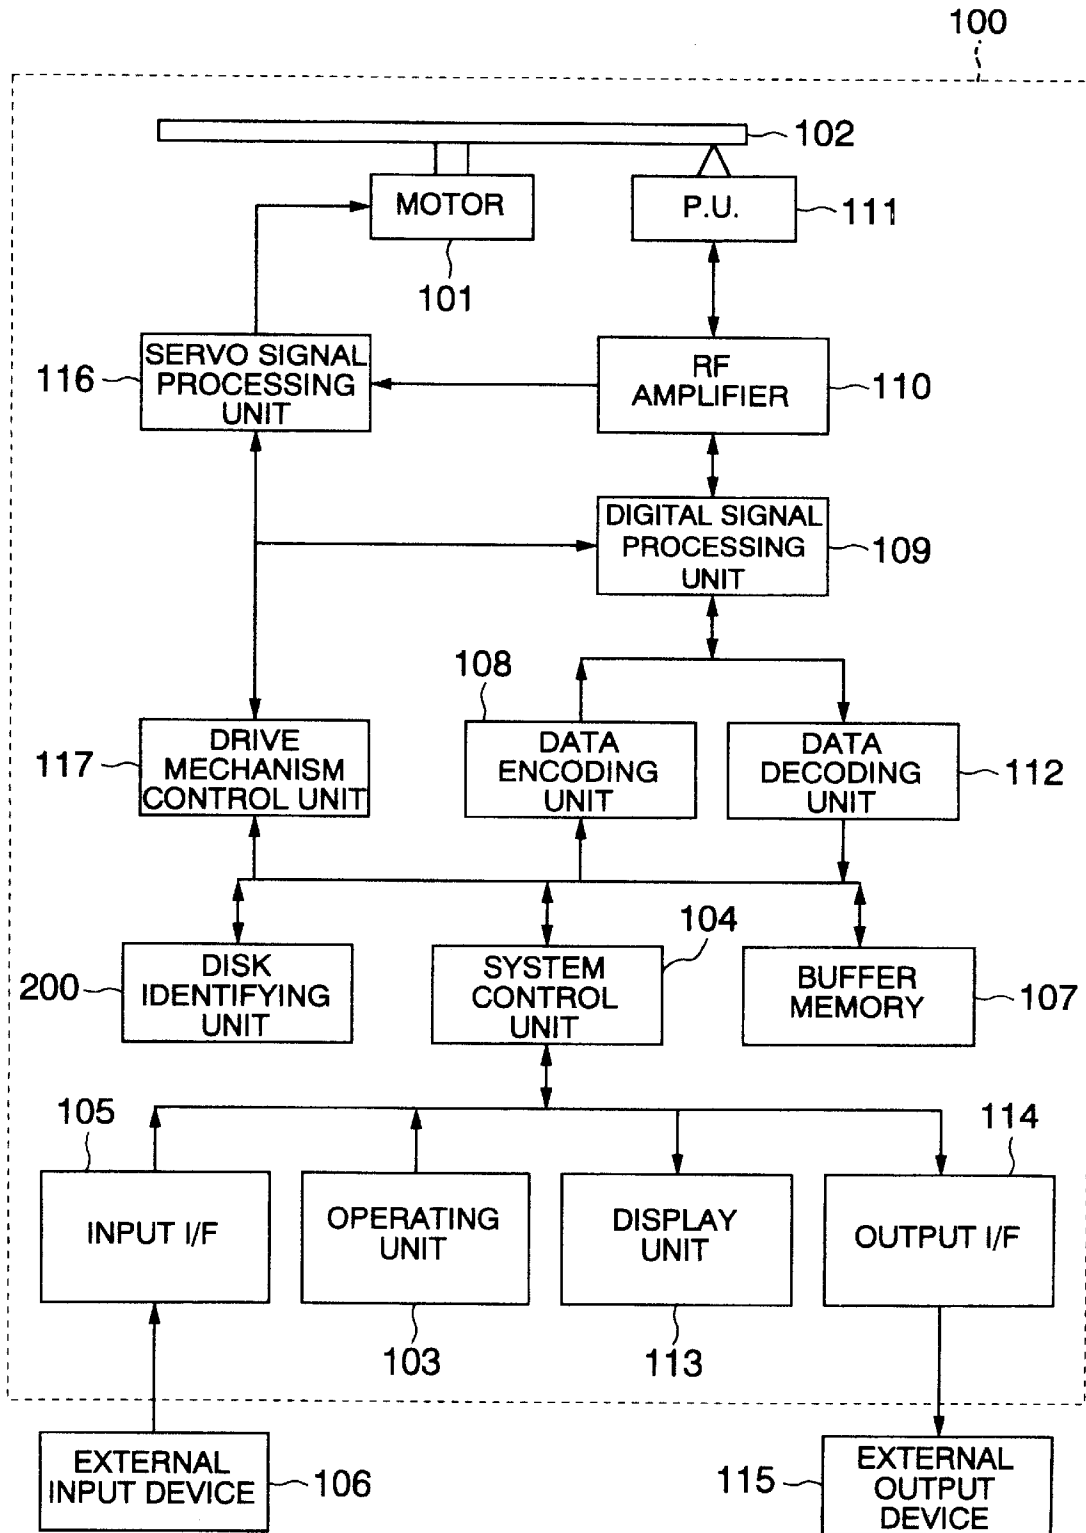 100
102
MOTOR
P.U.
111
101
SERVO SIGNAL
PROCESSING
UNIT
116
RF
AMPLIFIER
110
DIGITAL SIGNAL
PROCESSING
UNIT
109
108
117
DRIVE
MECHANISM
CONTROL UNIT
DATA
ENCODING
UNIT
DATA
DECODING
UNIT
112
104
200
DISK
IDENTIFYING
UNIT
SYSTEM
CONTROL
UNIT
BUFFER
MEMORY
107
105
114
INPUT I/F
OPERATING
UNIT
DISPLAY
UNIT
OUTPUT I/F
103
113
EXTERNAL
INPUT DEVICE
106
115
EXTERNAL
OUTPUT
DEVICE